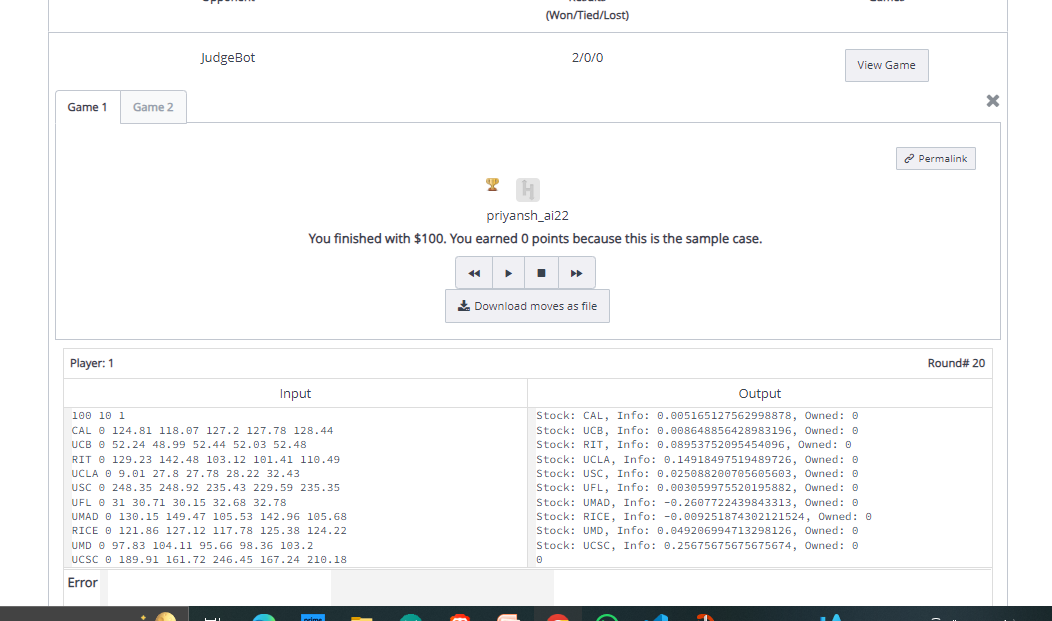 (Won/Tied/Lost)
JudgeBot 2/0/0 View Game
Game 1 Game 2
Permalink
priyansh_ai22
You finished with $100. You earned 0 points because this is the sample case.
Download moves as file
Player: 1 Round# 20
Input Output
100 10 1
CAL 0 124.81 118.07 127.2 127.78 128.44
UCB 0 52.24 48.99 52.44 52.03 52.48
RIT 0 129.23 142.48 103.12 101.41 110.49
UCLA 0 9.01 27.8 27.78 28.22 32.43
USC 0 248.35 248.92 235.43 229.59 235.35
UFL 0 31 30.71 30.15 32.68 32.78
UMAD 0 130.15 149.47 105.53 142.96 105.68
RICE 0 121.86 127.12 117.78 125.38 124.22
UMD 0 97.83 104.11 95.66 98.36 103.2
UCSC 0 189.91 161.72 246.45 167.24 210.18
Stock: CAL, Info: 0.005165127562998878, Owned: 0
Stock: UCB, Info: 0.008648856428983196, Owned: 0
Stock: RIT, Info: 0.08953752095454096, Owned: 0
Stock: UCLA, Info: 0.14918497519489726, Owned: 0
Stock: USC, Info: 0.025088200705605603, Owned: 0
Stock: UFL, Info: 0.003059975520195882, Owned: 0
Stock: UMAD, Info: -0.2607722439843313, Owned: 0
Stock: RICE, Info: -0.009251874302121524, Owned: 0
Stock: UMD, Info: 0.049206994713298126, Owned: 0
Stock: UCSC, Info: 0.25675675675675674, Owned: 0
0
Error